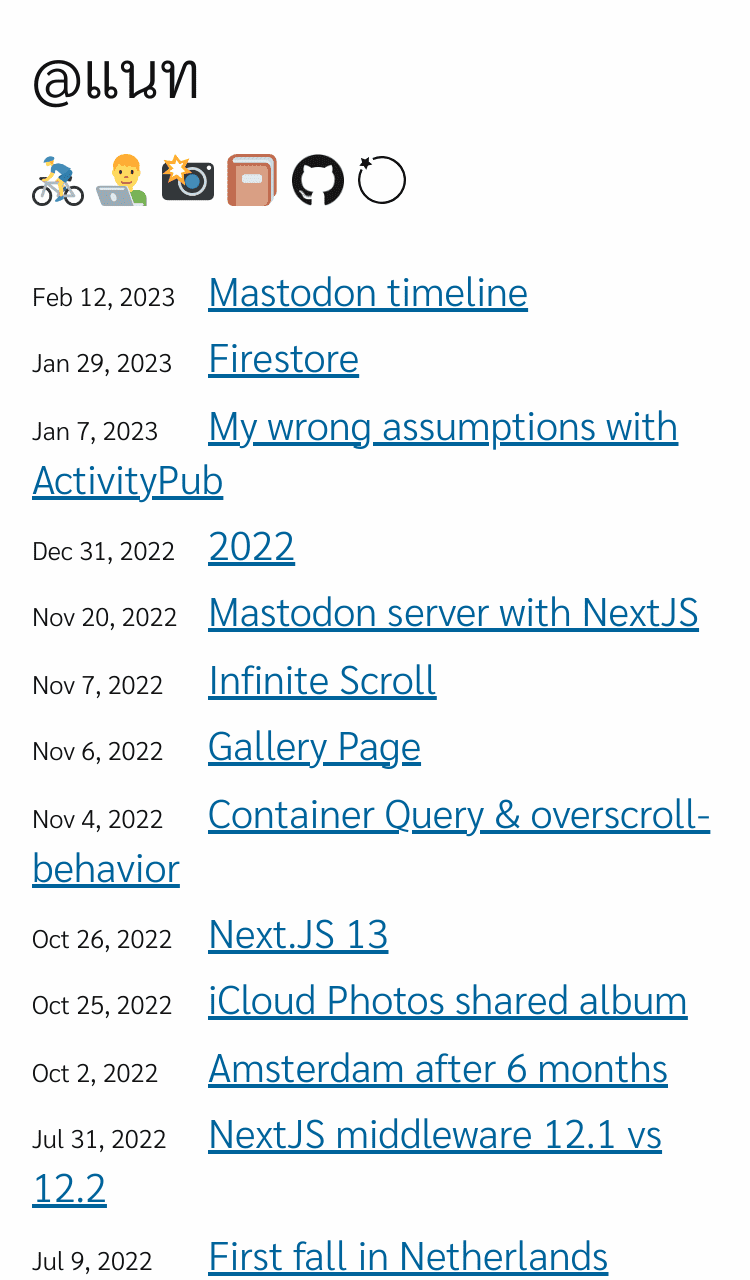 @แนท
Feb 12, 2023 Mastodon timeline
Jan 29, 2023 Firestore
Jan 7, 2023 My wrong assumptions with
ActivityPub
Dec 31, 2022 2022
Nov 20, 2022 Mastodon server with NextJS
Nov 7, 2022 Infinite Scroll
Nov 6, 2022 Gallery Page
Nov 4, 2022 Container Query & overscroll-
behavior
Oct 26, 2022 Next.JS 13
Oct 25, 2022 iCloud Photos shared album
Oct 2, 2022 Amsterdam after 6 months
Jul 31, 2022 NextJS middleware 12.1 vs
12.2
Jul 9, 2022 First fall in Netherlands